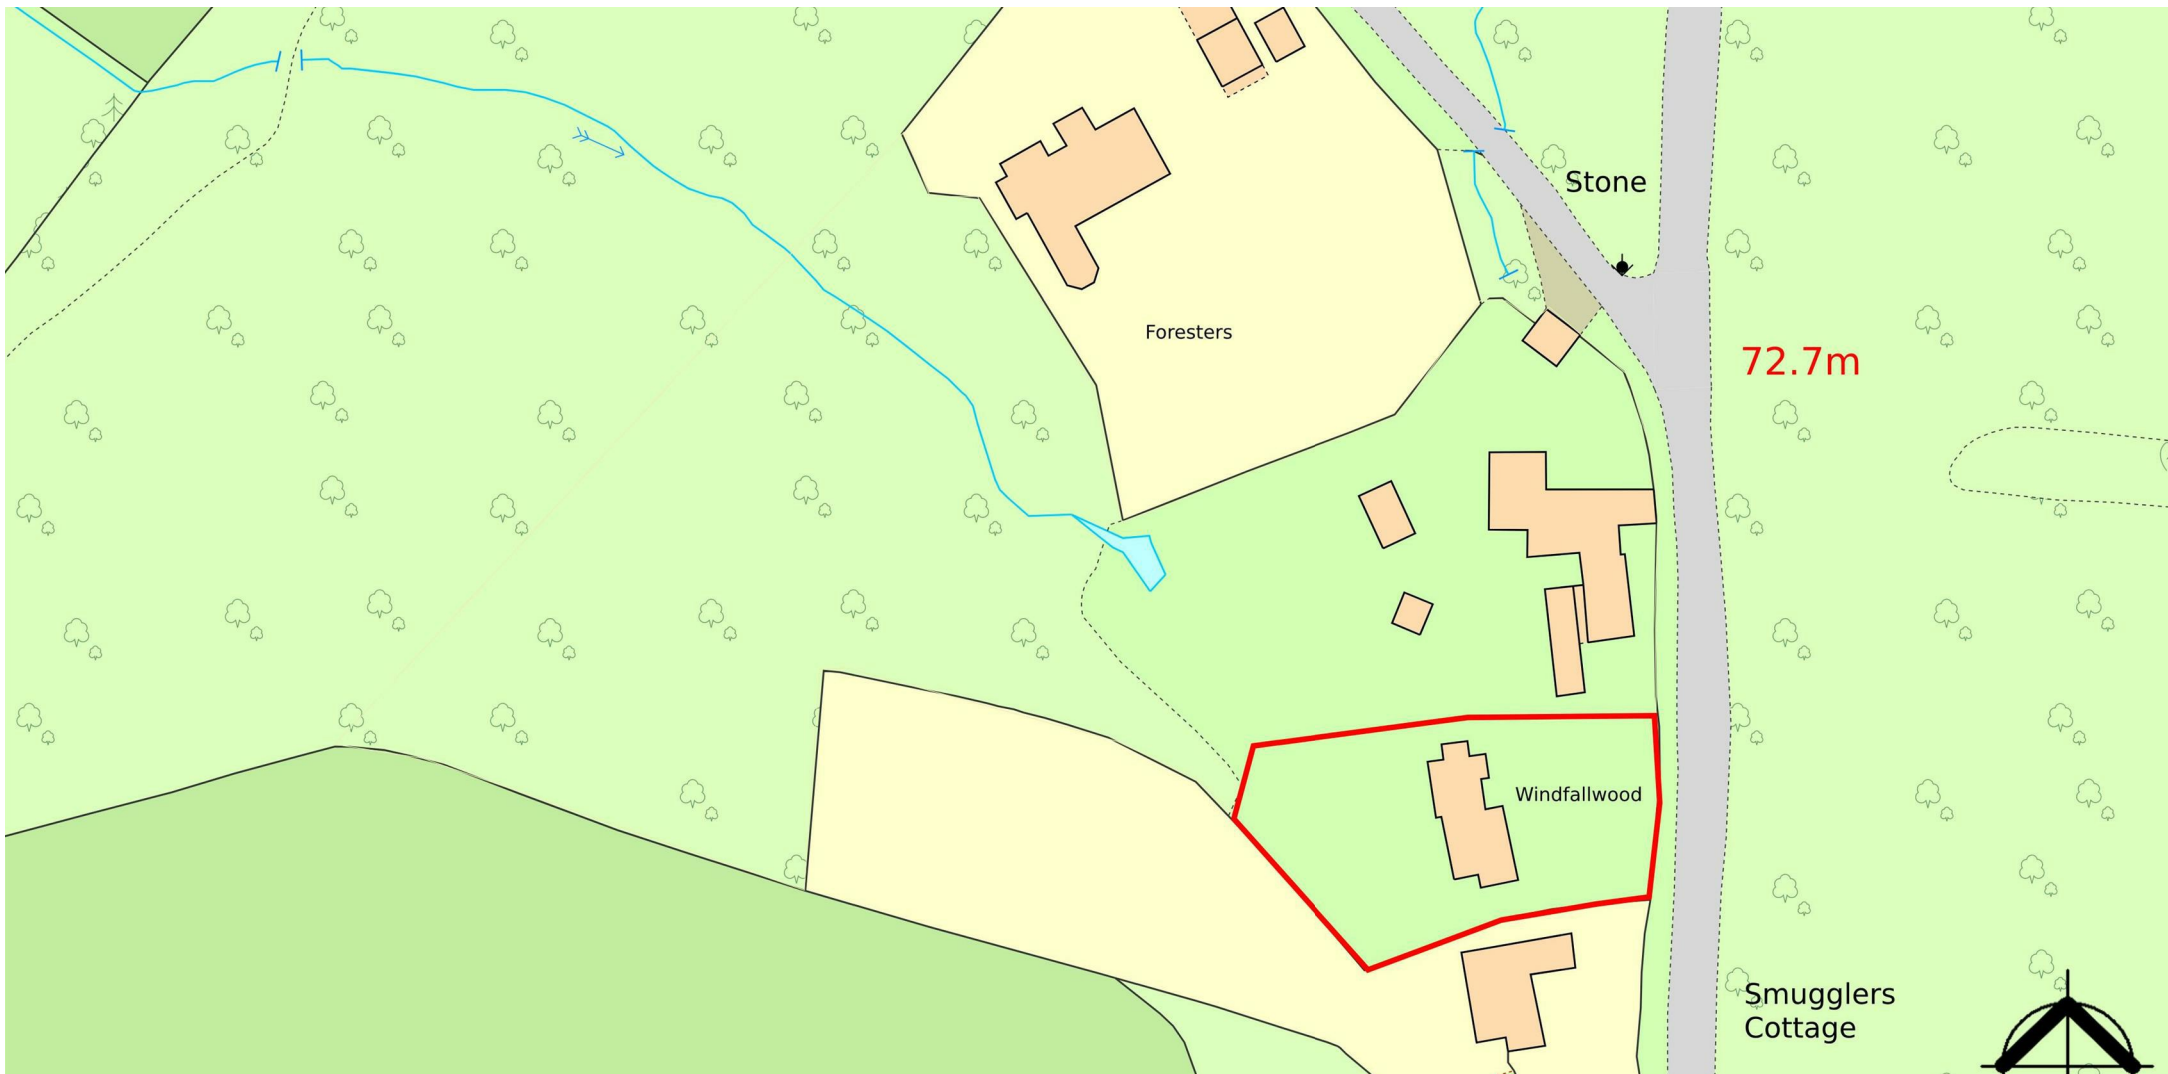 Stone
Foresters
72.7m
Windfallwood
Smugglers
Cottage